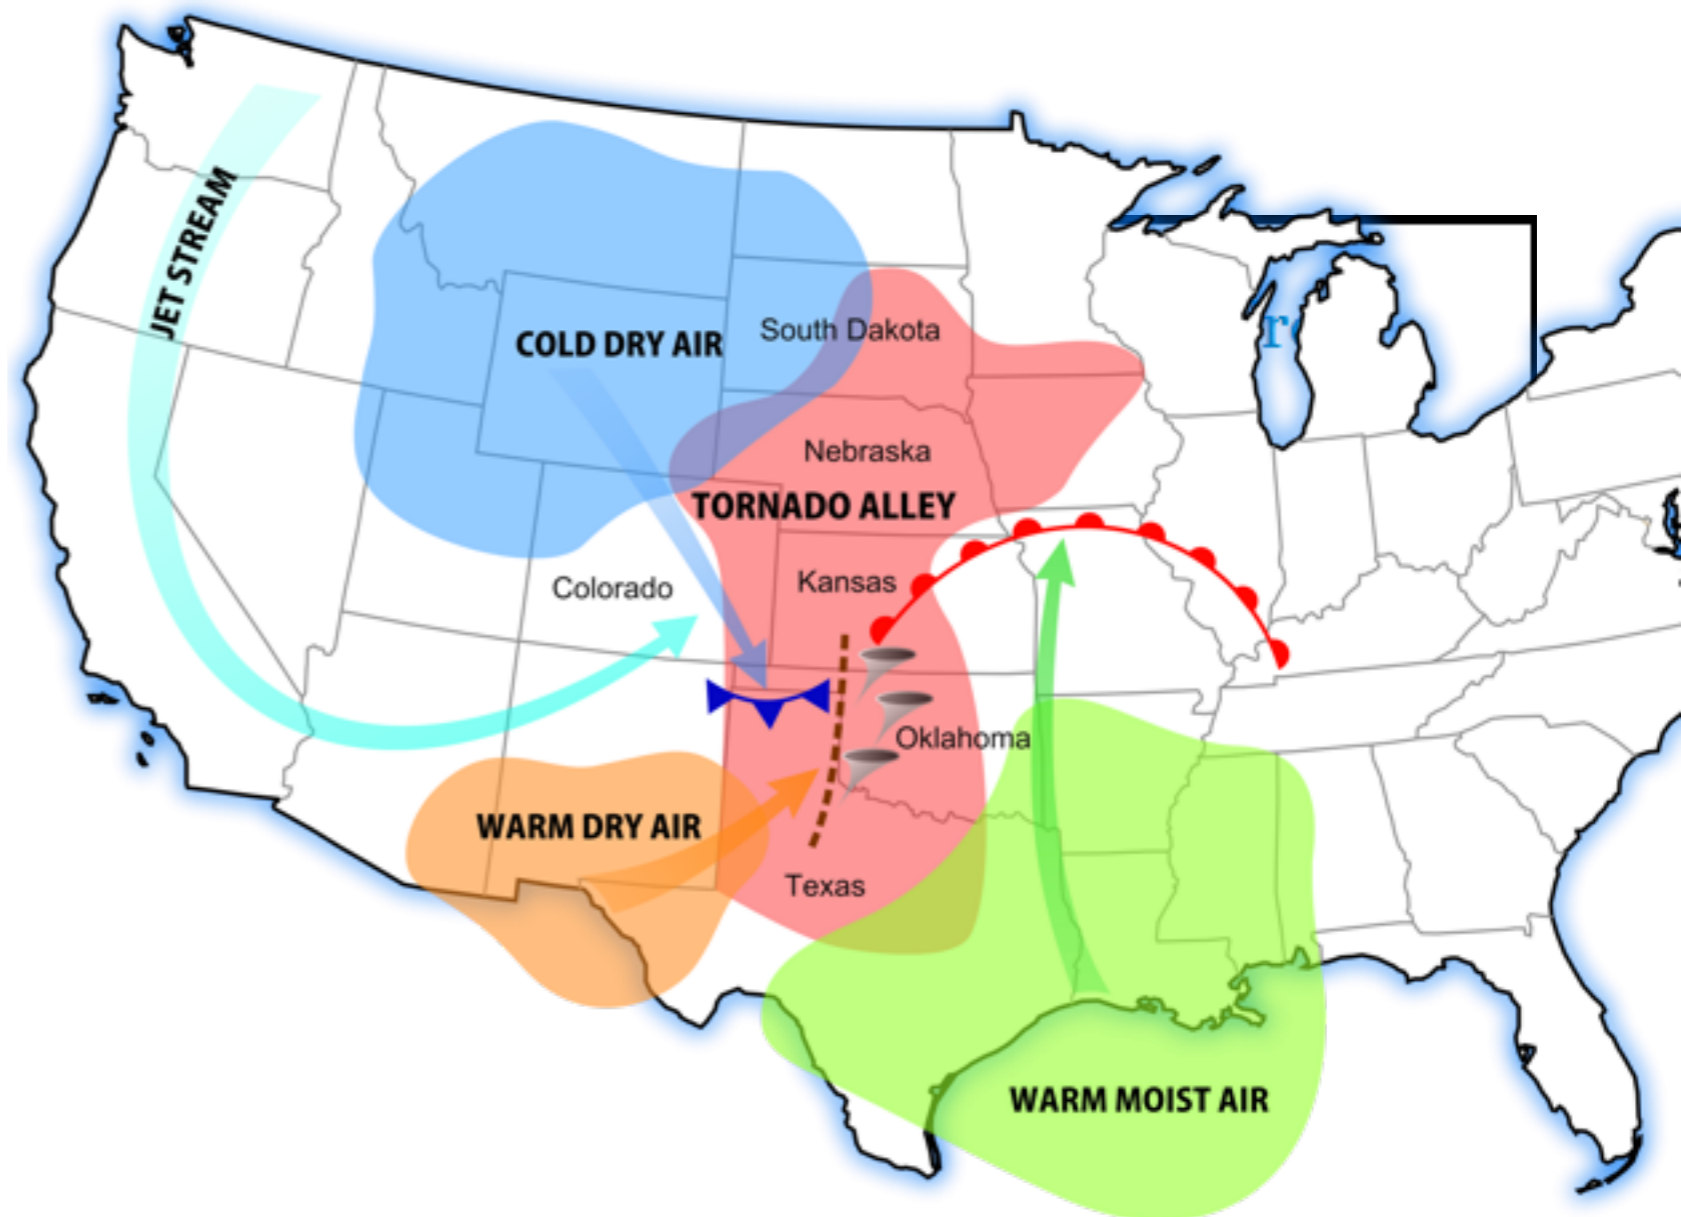 JET STREAM
COLD DRY AIR
South Dakota
Nebraska
TORNADO ALLEY
Colorado
Kansas
Oklahoma
WARM DRY AIR
Texas
WARM MOIST AIR